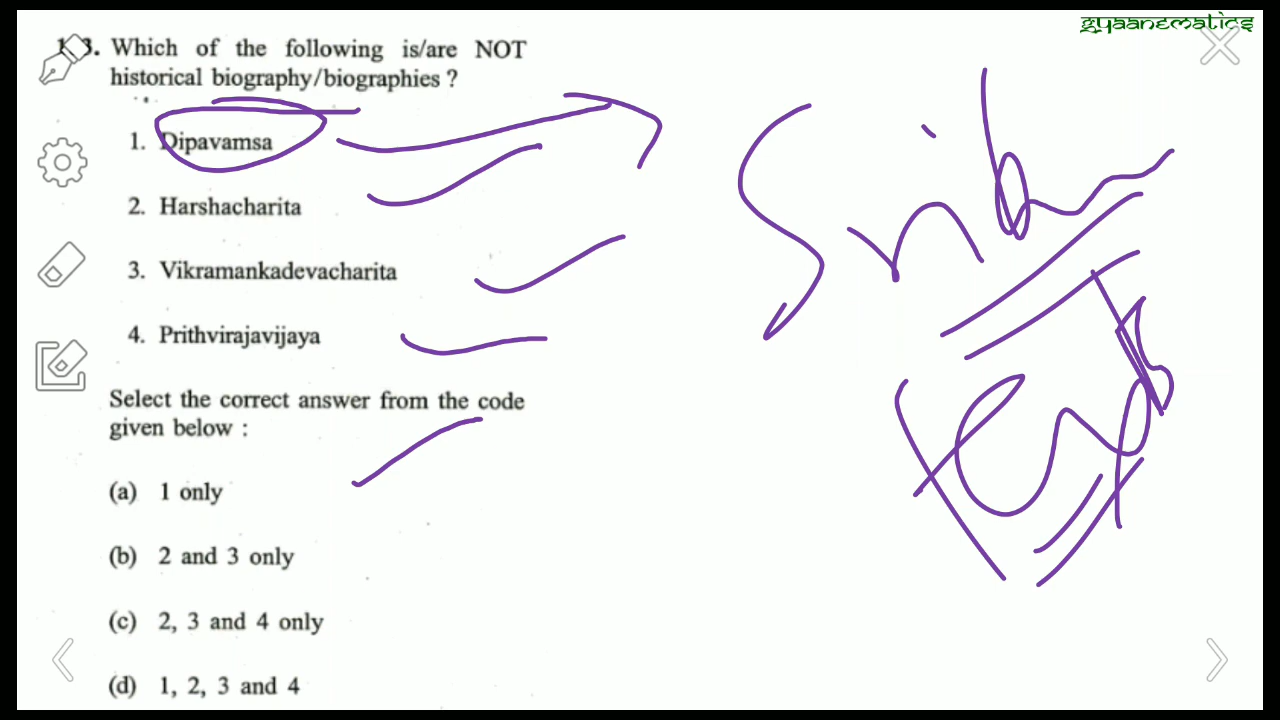 gyaanematics
13. Which of the following is/are NOT
historical biography/biographies ?
1. Dipavamsa
2. Harshacharita
3. Vikramankadevacharita
4. Prithvirajavijaya
Select the correct answer from the code
given below :
(a) 1 only
(b) 2 and 3 only
(c) 2, 3 and 4 only
(d) 1, 2, 3 and 4